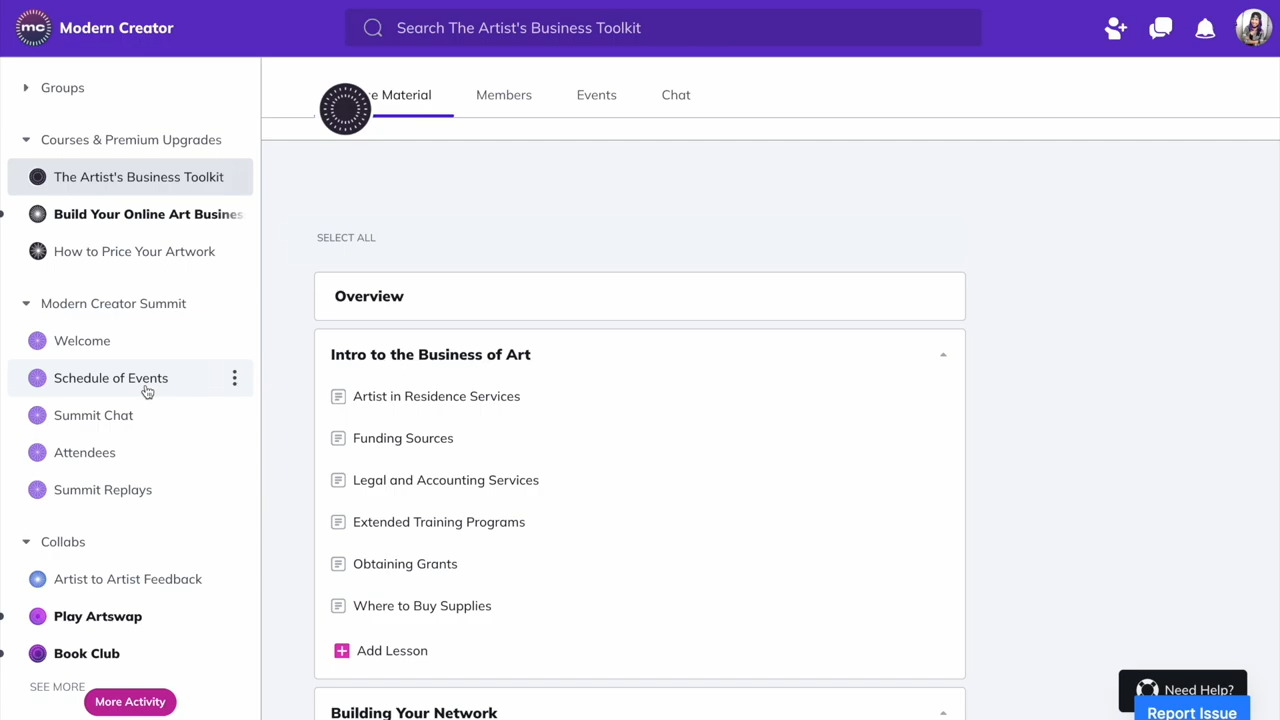 mc
Modern Creator
Search The Artist's Business Toolkit
Groups
Courses & Premium Upgrades
The Artist's Business Toolkit
Build Your Online Art Busines
How to Price Your Artwork
Modern Creator Summit
Welcome
Schedule of Events
Summit Chat
Attendees
Summit Replays
Collabs
Artist to Artist Feedback
Play Artswap
Book Club
SEE MORE
More Activity
e Material
Members
Events
Chat
SELECT ALL
Overview
Intro to the Business of Art
Artist in Residence Services
Funding Sources
Legal and Accounting Services
Extended Training Programs
Obtaining Grants
Where to Buy Supplies
Add Lesson
Building Your Network
Need Help?
Report Issue